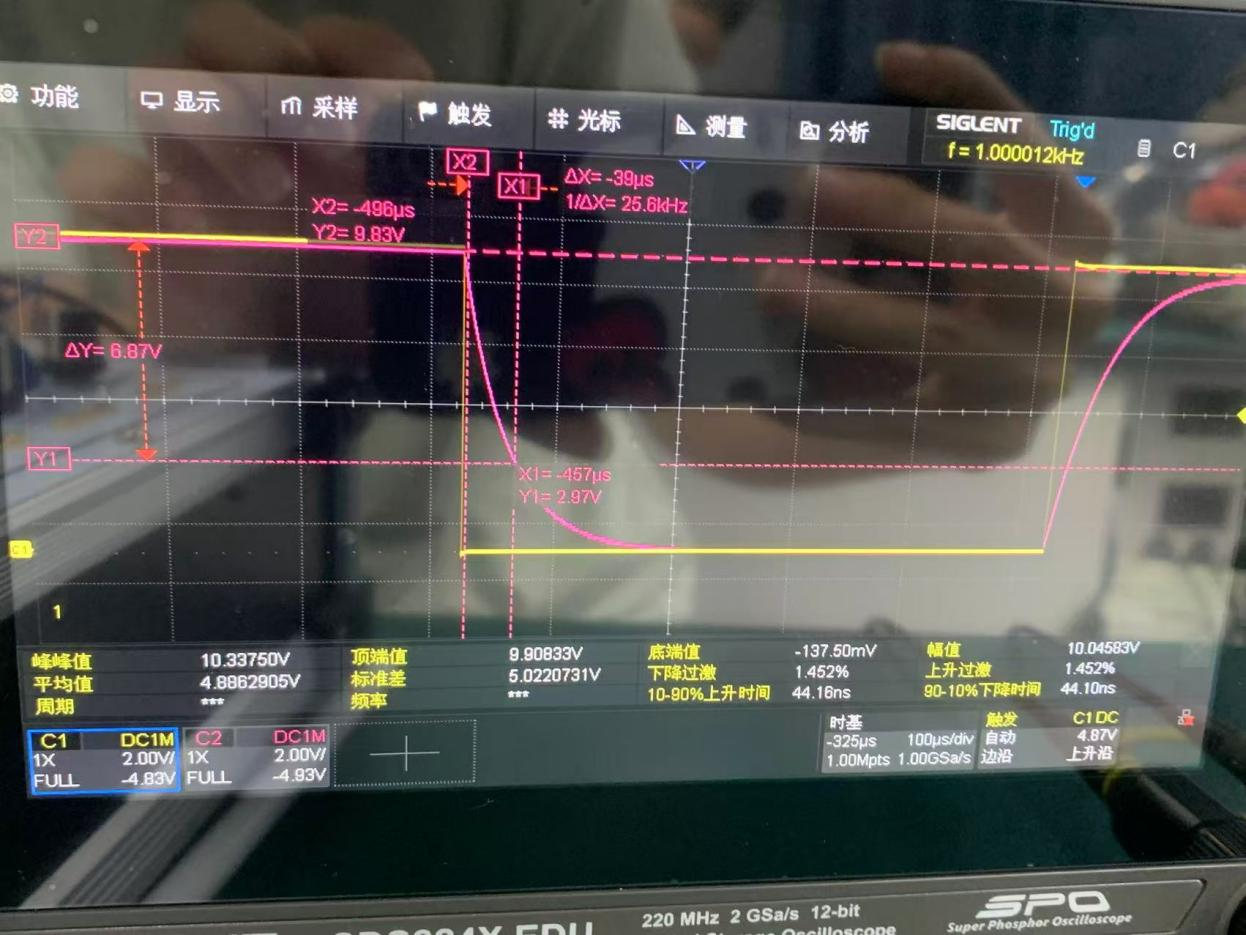 功能 显示 采样 触发 光标 测量 分析 SIGLENT Trig'd C1
f = 1.000012kHz
X2 X1 ΔX= -39μs
1/ΔX= 25.6kHz
X2= -496μs
Y2= 9.83V
Y2
ΔY= 6.87V
Y1
X1= -457μs
Y1= 2.97V
C1
1
峰峰值 10.33750V 顶端值 9.90833V 底端值 -137.50mV 幅值 10.04583V
平均值 4.8862905V 标准差 5.0220731V 下降过激 1.452% 上升过激 1.452%
周期 *** 频率 *** 10-90%上升时间 44.16ns 90-10%下降时间 44.10ns
C1 DC1M C2 DC1M 时基 触发 C1 DC
1X 2.00V/ 1X 2.00V/ -325μs 100μs/div 自动 4.87V
FULL -4.83V FULL -4.93V 1.00Mpts 1.00GSa/s 边沿 上升沿
220 MHz 2 GSa/s 12-bit SPO
Super Phosphor Oscilloscope
EDU
Oscilloscope